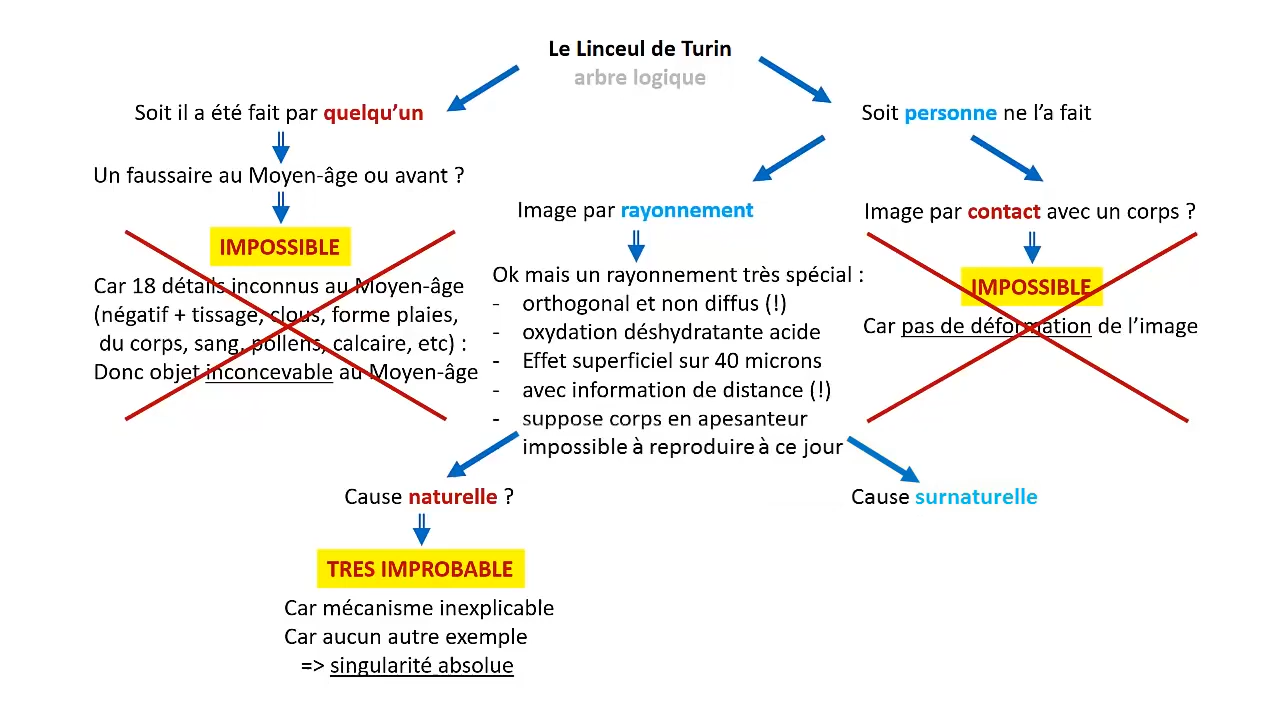 Le Linceul de Turin
arbre logique
Soit il a été fait par quelqu'un
Un faussaire au Moyen-âge ou avant ?
IMPOSSIBLE
Car 18 détails inconnus au Moyen-âge
(négatif + tissage, clous, forme plaies,
du corps, sang, pollens, calcaire, etc) :
Donc objet inconcevable au Moyen-âge
Soit personne ne l'a fait
Image par rayonnement
Ok mais un rayonnement très spécial :
- orthogonal et non diffus (!)
- oxydation déshydratante acide
- Effet superficiel sur 40 microns
- avec information de distance (!)
- suppose corps en apesanteur
impossible à reproduire à ce jour
Image par contact avec un corps ?
IMPOSSIBLE
Car pas de déformation de l'image
Cause naturelle ?
TRES IMPROBABLE
Car mécanisme inexplicable
Car aucun autre exemple
=> singularité absolue
Cause surnaturelle